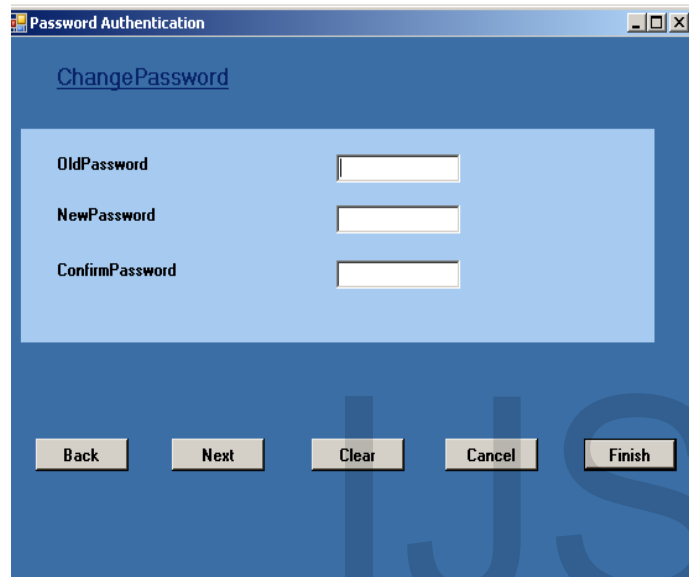 Password Authentication
ChangePassword
OldPassword
NewPassword
ConfirmPassword
Back Next Clear Cancel Finish
IJS